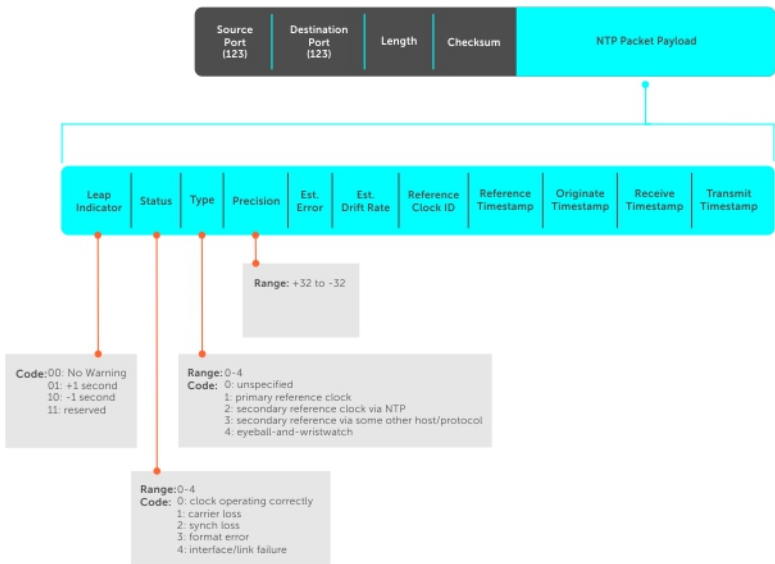 Source
Port
(123)
Destination
Port
(123)
Length
Checksum
NTP Packet Payload
Leap
Indicator
Status
Type
Precision
Est.
Error
Est.
Drift Rate
Reference
Clock ID
Reference
Timestamp
Originate
Timestamp
Receive
Timestamp
Transmit
Timestamp
Range: +32 to -32
Code: 00: No Warning
01: +1 second
10: -1 second
11: reserved
Range: 0-4
Code: 0: unspecified
1: primary reference clock
2: secondary reference clock via NTP
3: secondary reference via some other host/protocol
4: eyeball-and-wristwatch
Range: 0-4
Code: 0: clock operating correctly
1: carrier loss
2: synch loss
3: format error
4: interface/link failure